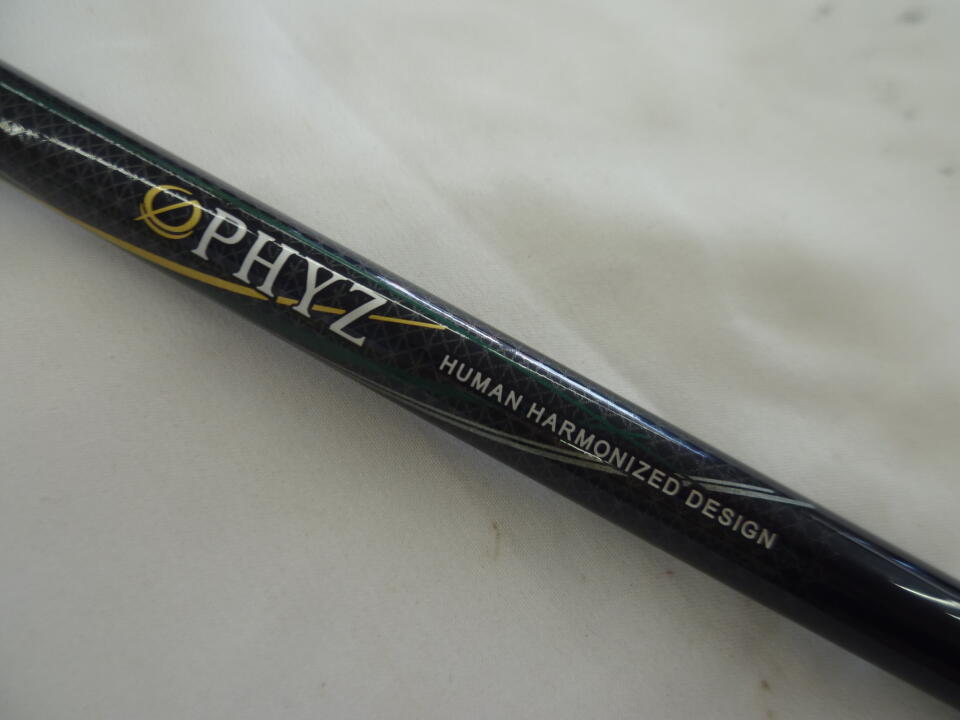 PHYZ
HUMAN HARMONIZED DESIGN